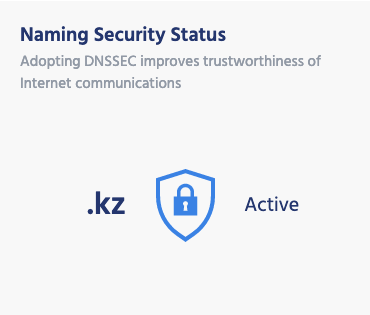 Naming Security Status
Adopting DNSSEC improves trustworthiness of
Internet communications
.kz
Active